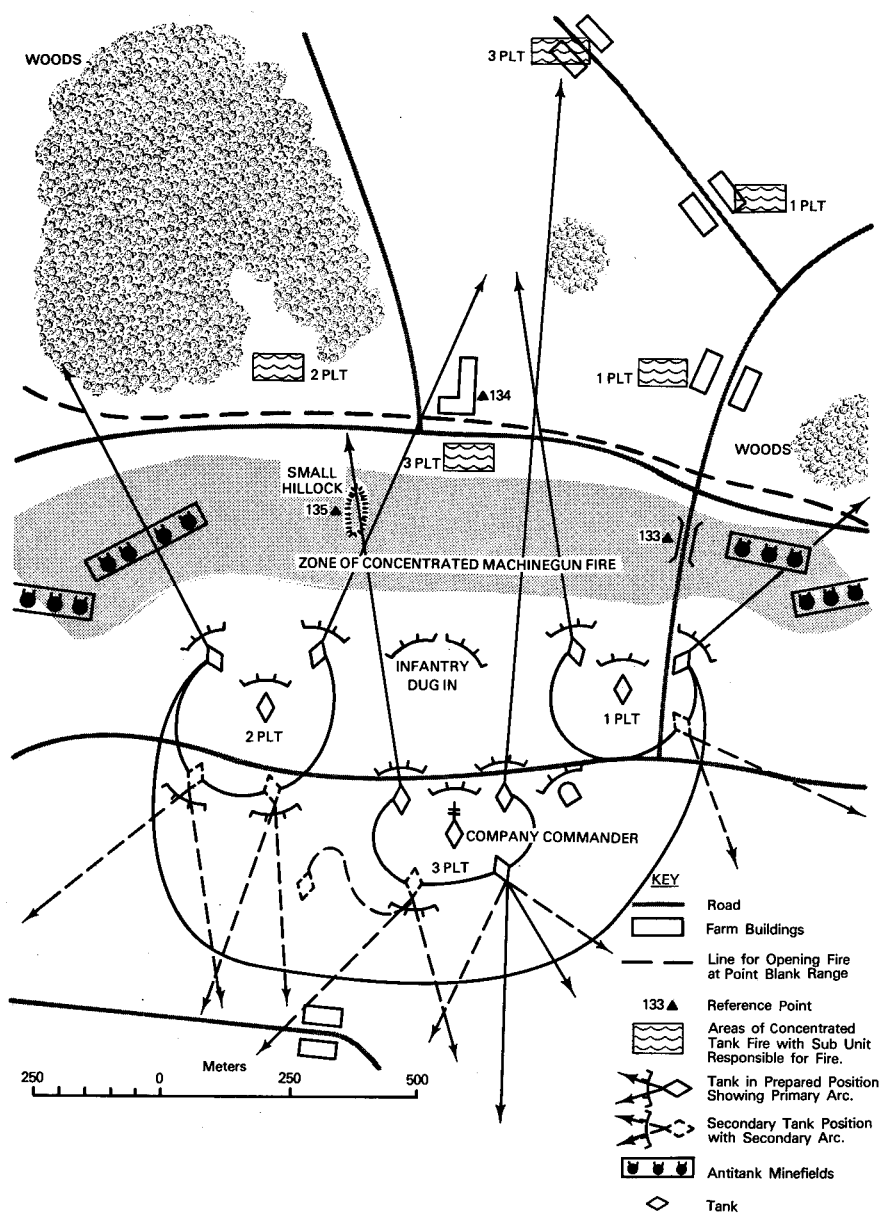 WOODS
3 PLT
1 PLT
2 PLT
1 PLT
134
WOODS
3 PLT
SMALL
HILLOCK
135
133
ZONE OF CONCENTRATED MACHINEGUN FIRE
INFANTRY
DUG IN
2 PLT
1 PLT
COMPANY COMMANDER
3 PLT
KEY
Road
Farm Buildings
Line for Opening Fire
at Point Blank Range
133 Reference Point
Areas of Concentrated
Tank Fire with Sub Unit
Responsible for Fire.
Tank in Prepared Position
Showing Primary Arc.
Secondary Tank Position
with Secondary Arc.
Antitank Minefields
Tank
Meters
250 0 250 500